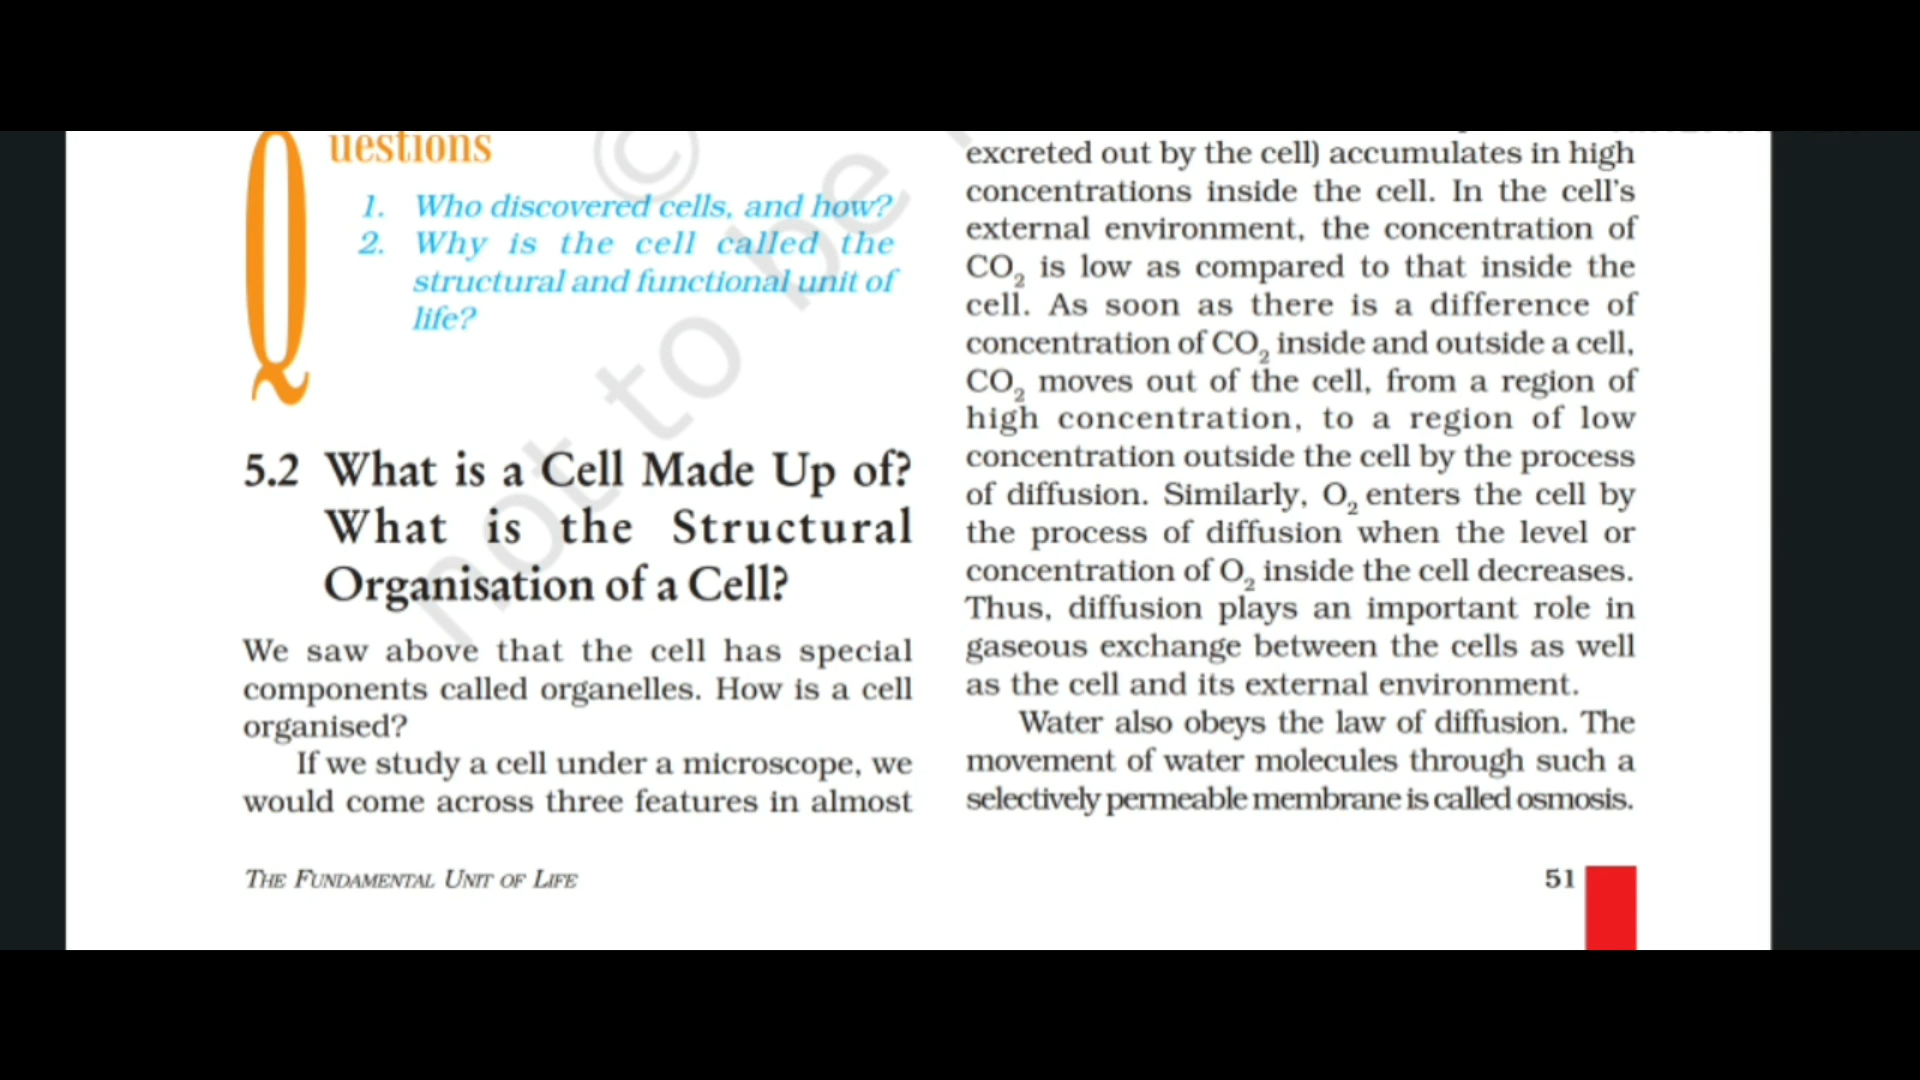 Questions
1. Who discovered cells, and how?
2. Why is the cell called the
structural and functional unit of
life?
5.2 What is a Cell Made Up of?
What is the Structural
Organisation of a Cell?
We saw above that the cell has special
components called organelles. How is a cell
organised?
If we study a cell under a microscope, we
would come across three features in almost
excreted out by the cell) accumulates in high
concentrations inside the cell. In the cell's
external environment, the concentration of
CO₂ is low as compared to that inside the
cell. As soon as there is a difference of
concentration of CO₂ inside and outside a cell,
CO₂ moves out of the cell, from a region of
high concentration, to a region of low
concentration outside the cell by the process
of diffusion. Similarly, O₂ enters the cell by
the process of diffusion when the level or
concentration of O₂ inside the cell decreases.
Thus, diffusion plays an important role in
gaseous exchange between the cells as well
as the cell and its external environment.
Water also obeys the law of diffusion. The
movement of water molecules through such a
selectively permeable membrane is called osmosis.
THE FUNDAMENTAL UNIT OF LIFE
51
©
not to be